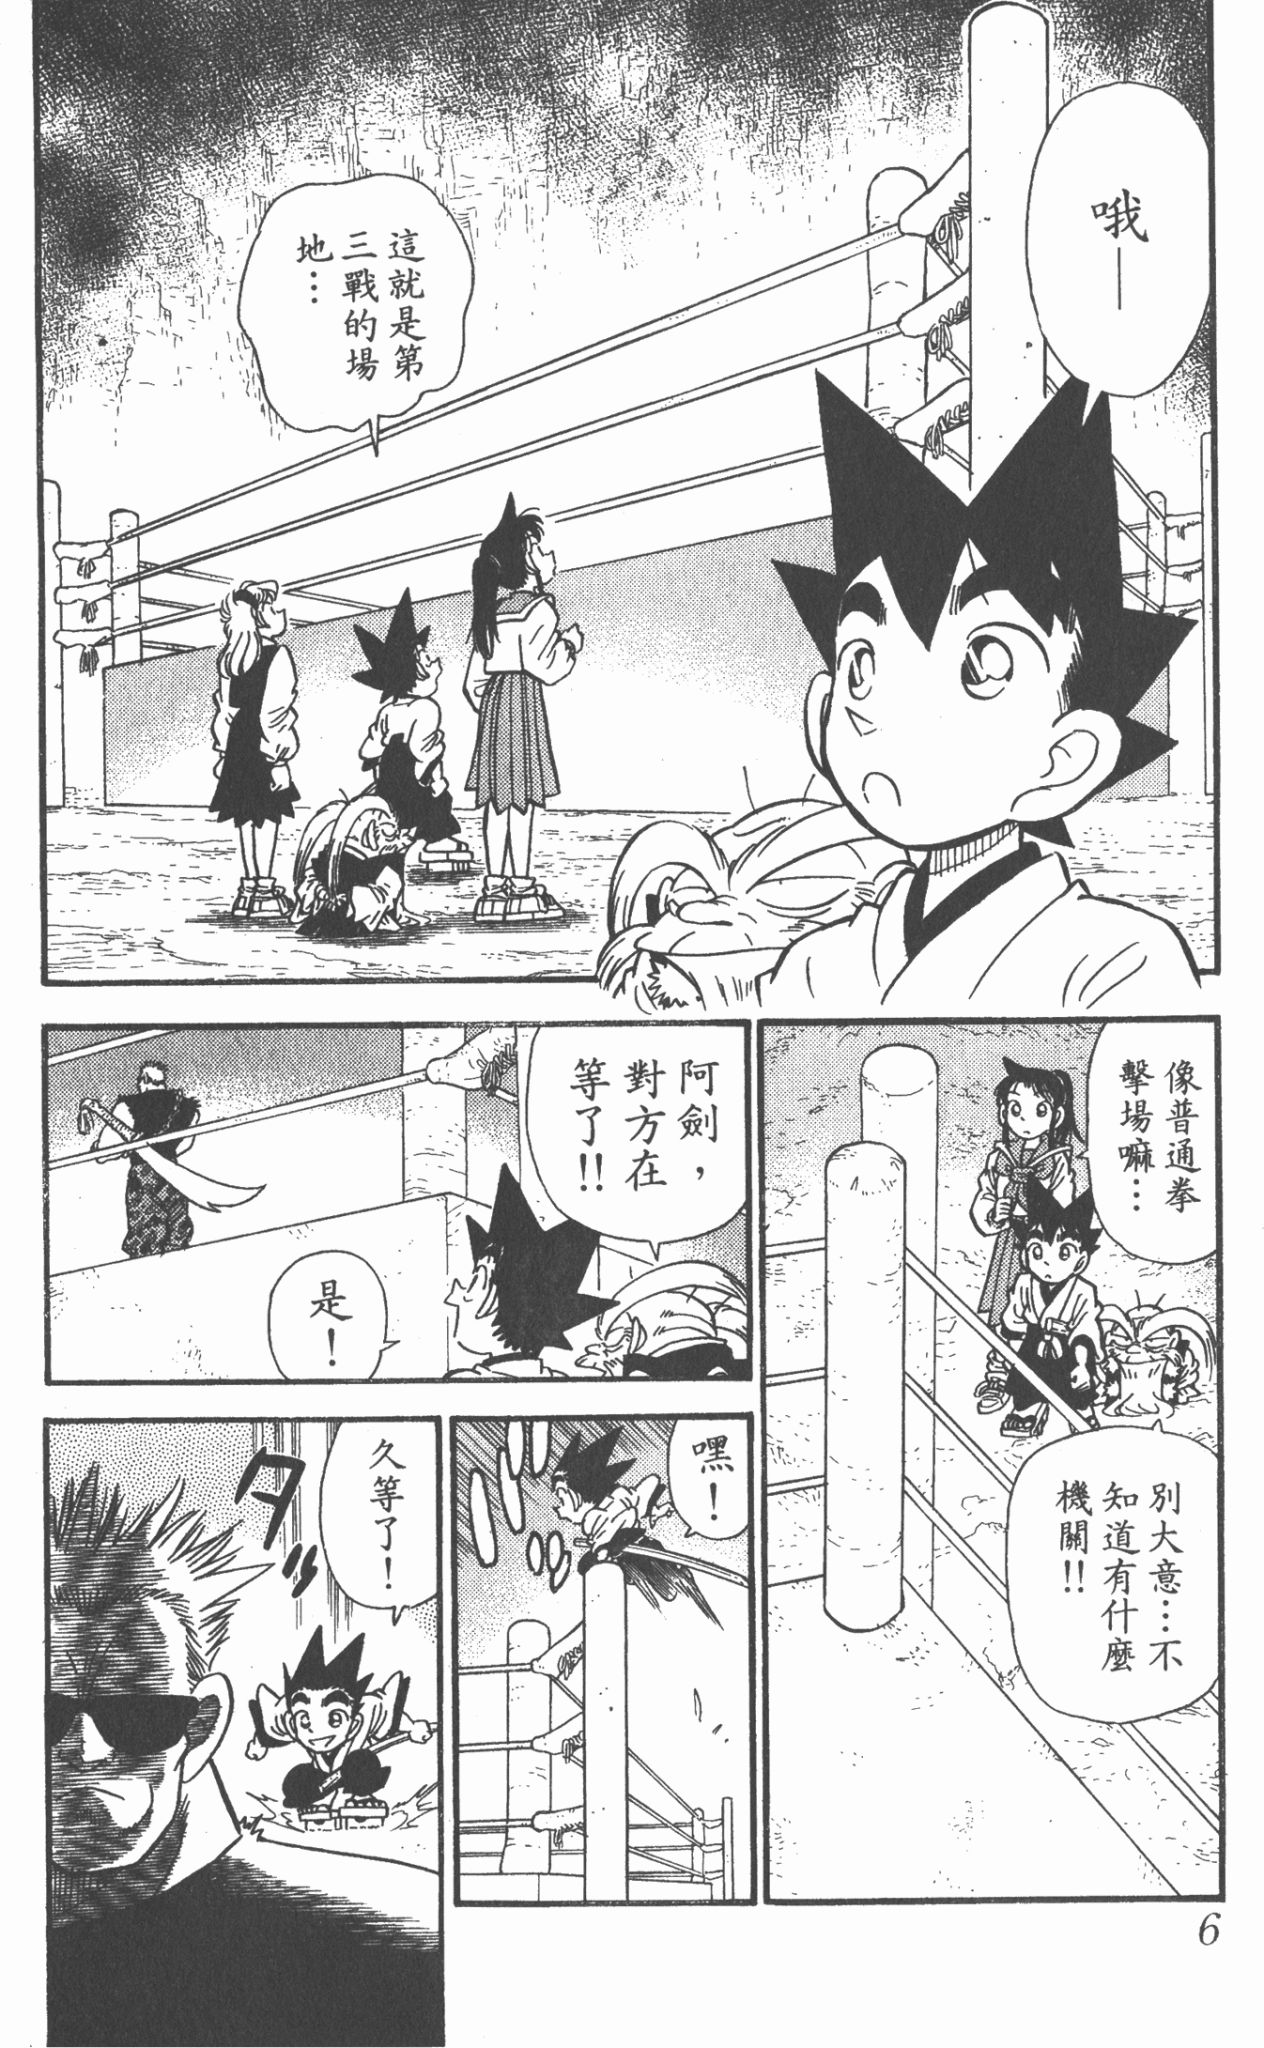 哦—
這就是第
三戰的場
地…
像普通拳
擊場嘛…
別大意…不
知道有什麼
機關!!
阿劍，
對方在
等了!!
是！
嘿！
久等了！
タッ
6